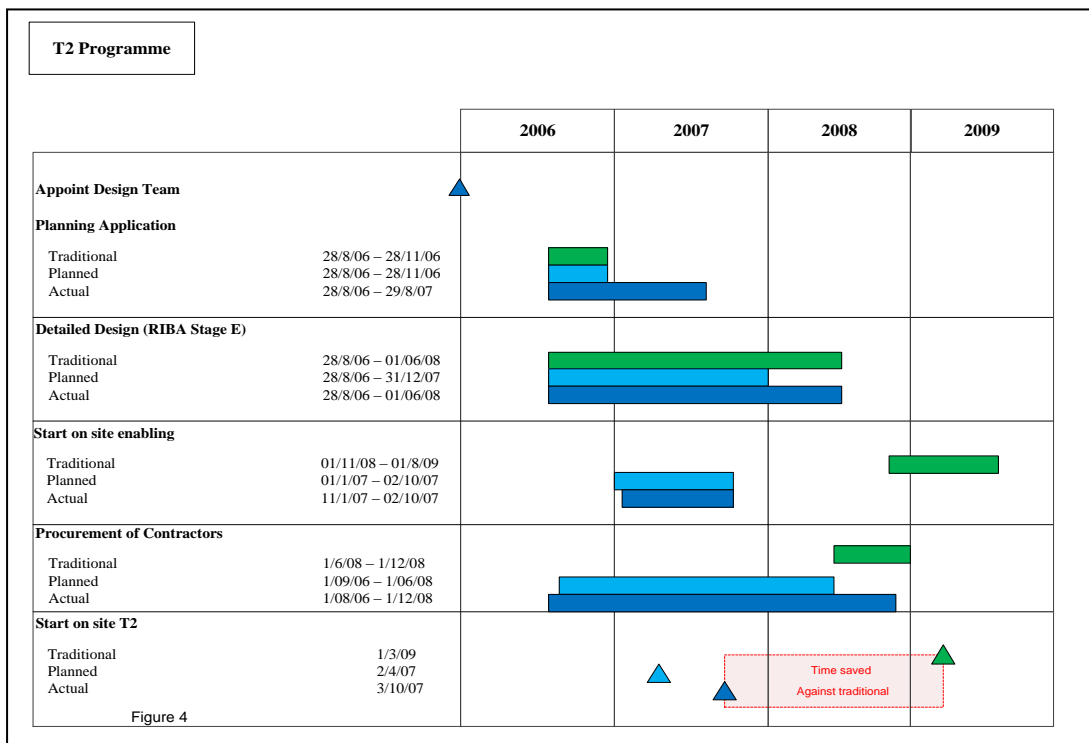 T2 Programme
2006 2007 2008 2009
Appoint Design Team
Planning Application
Traditional 28/8/06 – 28/11/06
Planned 28/8/06 – 28/11/06
Actual 28/8/06 – 29/8/07
Detailed Design (RIBA Stage E)
Traditional 28/8/06 – 01/06/08
Planned 28/8/06 – 31/12/07
Actual 28/8/06 – 01/06/08
Start on site enabling
Traditional 01/11/08 – 01/8/09
Planned 01/1/07 – 02/10/07
Actual 11/1/07 – 02/10/07
Procurement of Contractors
Traditional 1/6/08 – 1/12/08
Planned 1/09/06 – 1/06/08
Actual 1/08/06 – 1/12/08
Start on site T2
Traditional 1/3/09
Planned 2/4/07
Actual 3/10/07
Time saved
Against traditional
Figure 4